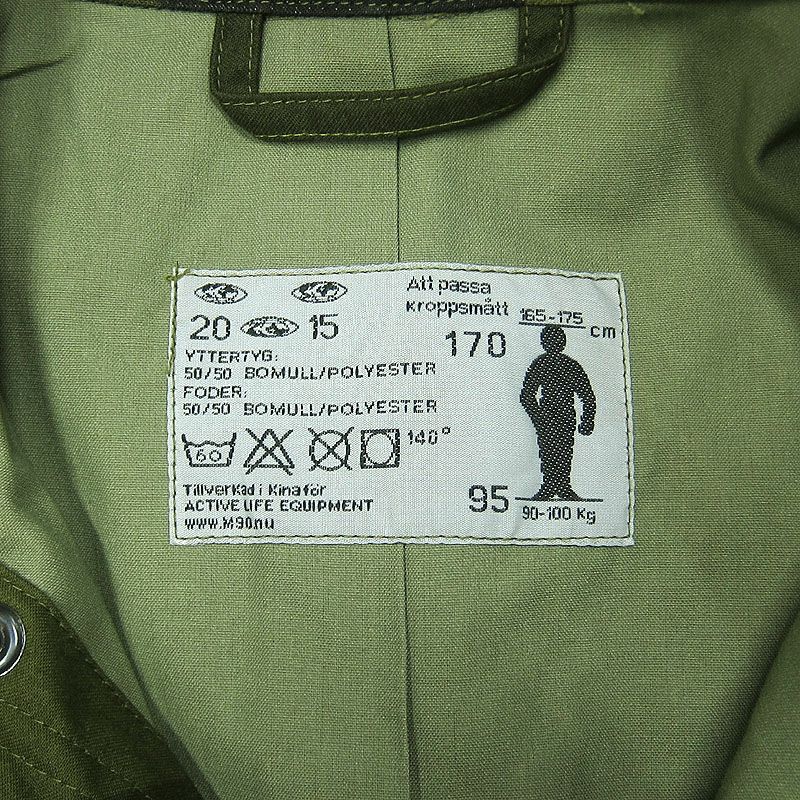 20 15
YTTERTYG:
50/50 BOMULL/POLYESTER
FODER:
50/50 BOMULL/POLYESTER
60
140°
Tillverkad i Kina för
ACTIVE LIFE EQUIPMENT
www.M90.nu
Att passa
kroppsmått
170
165-175
cm
95
90-100 Kg